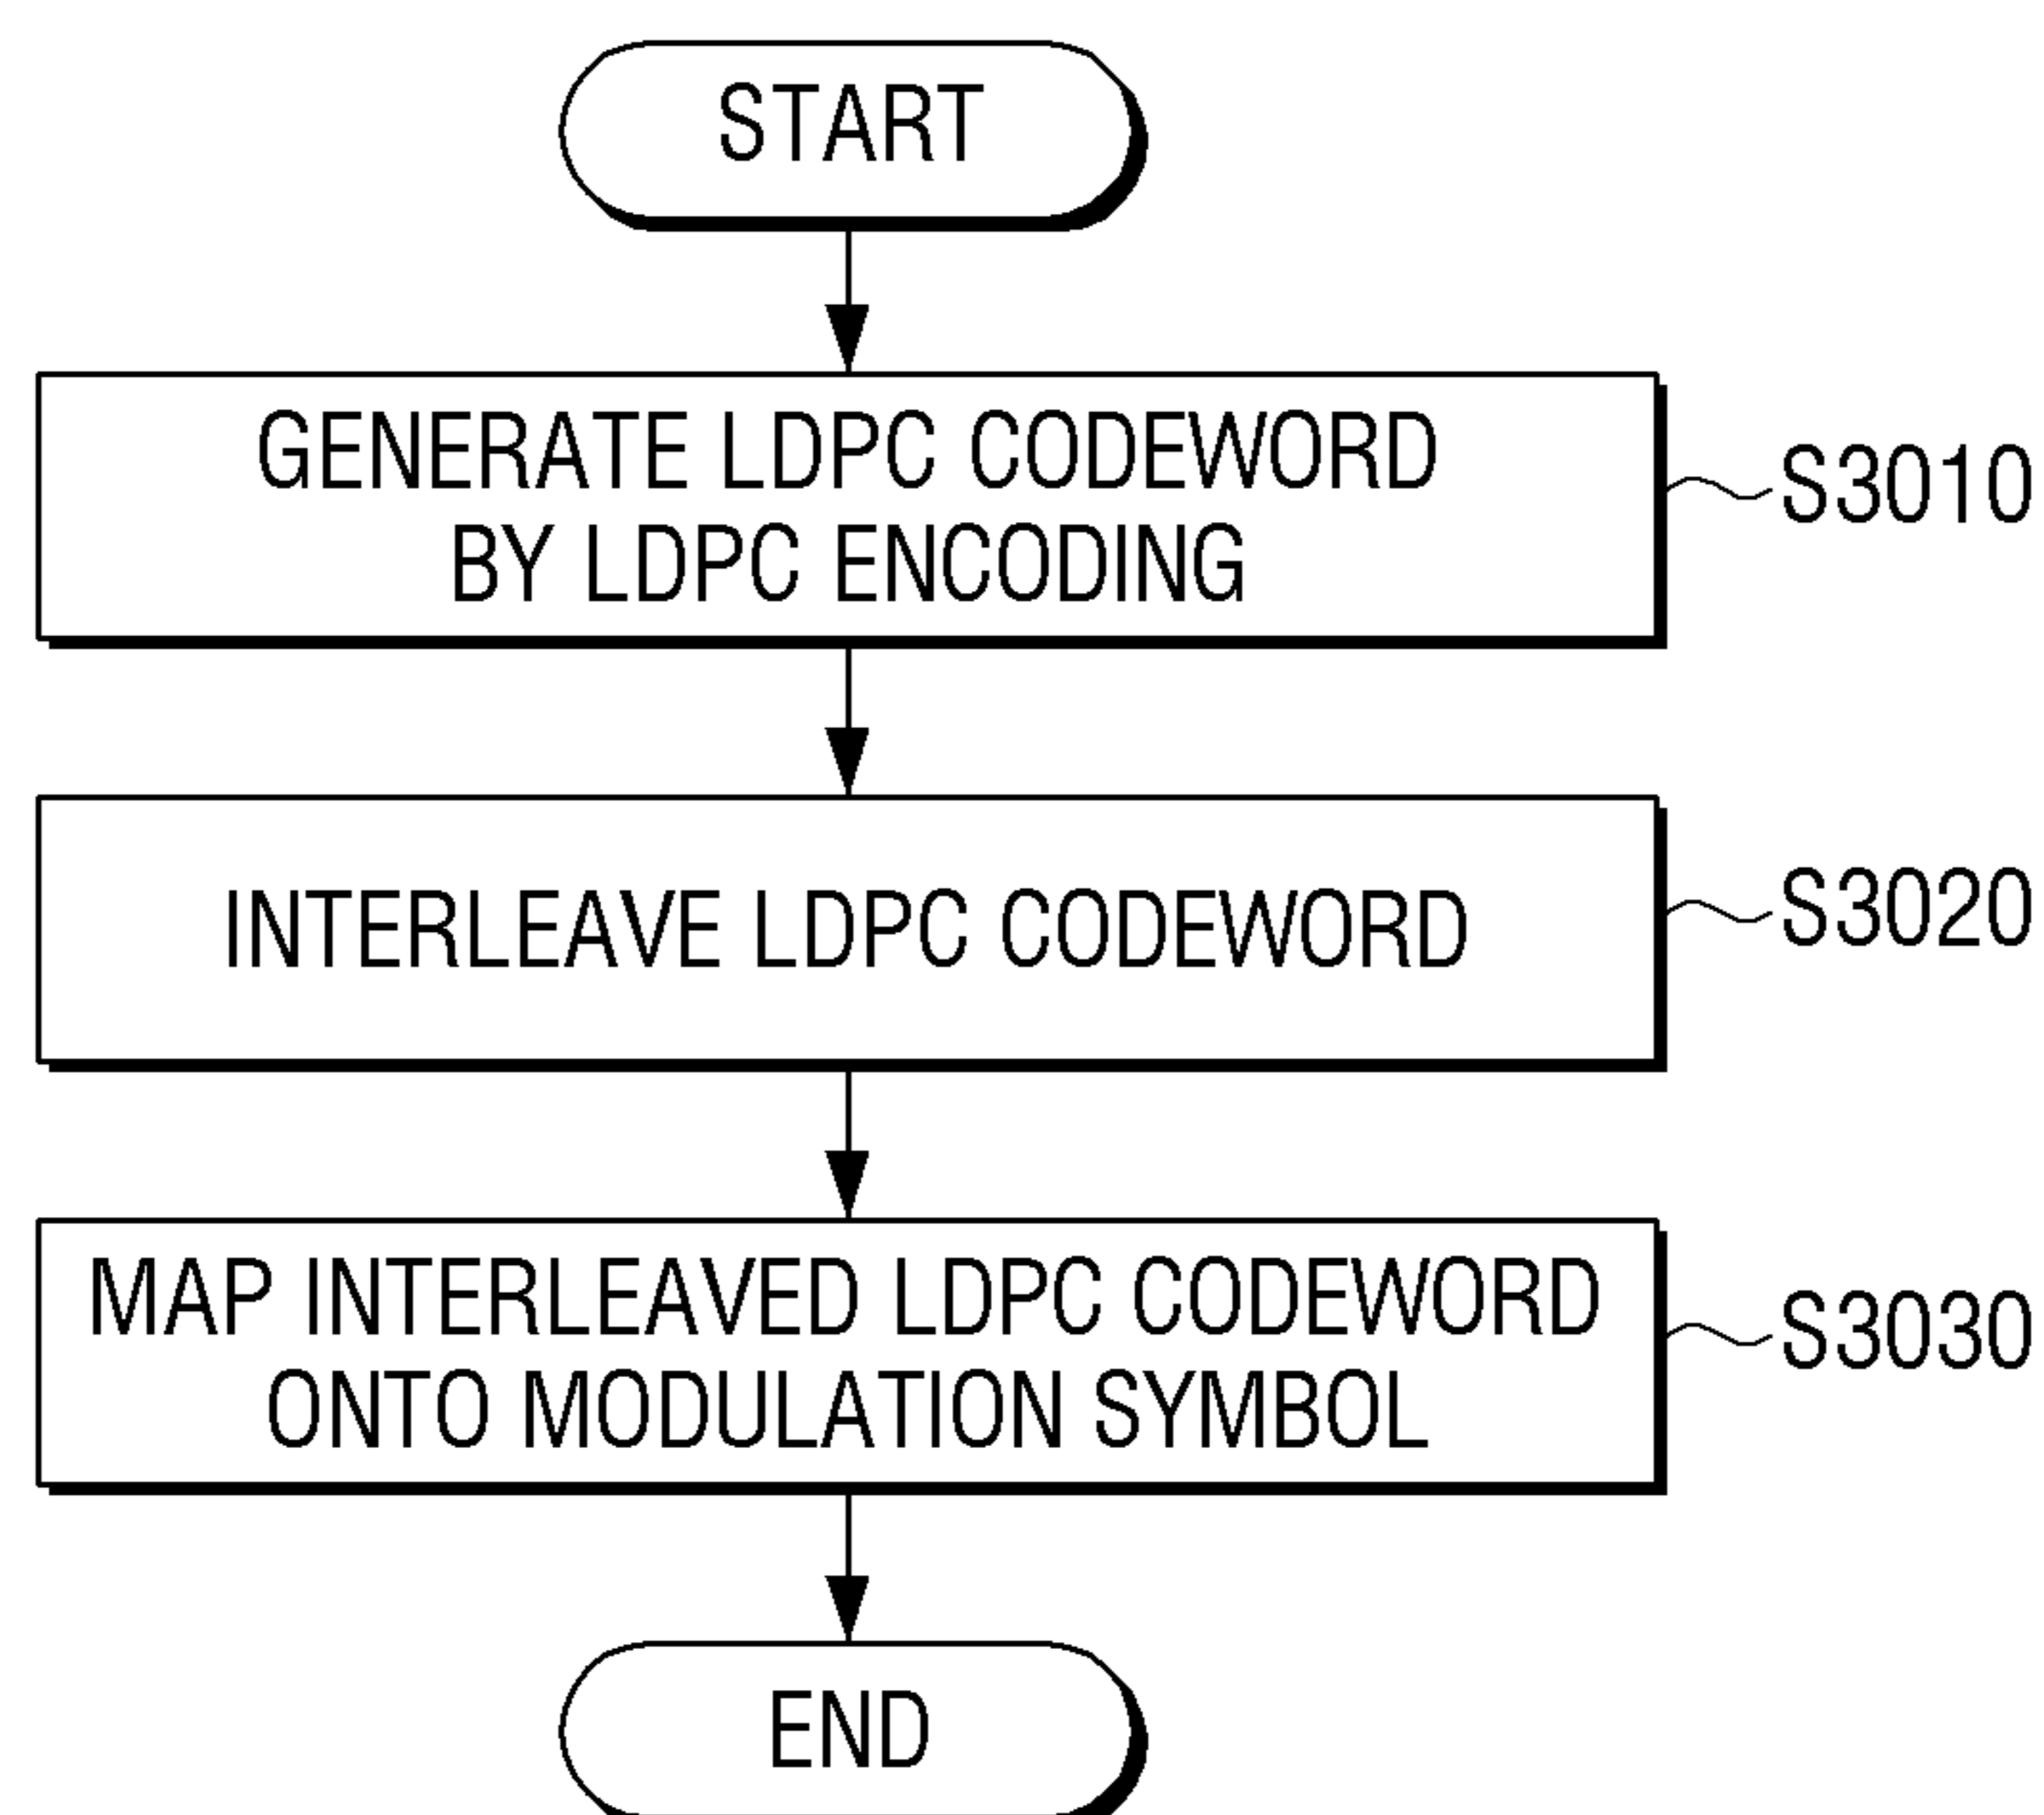 START
GENERATE LDPC CODEWORD
BY LDPC ENCODING
S3010
INTERLEAVE LDPC CODEWORD
S3020
MAP INTERLEAVED LDPC CODEWORD
ONTO MODULATION SYMBOL
S3030
END